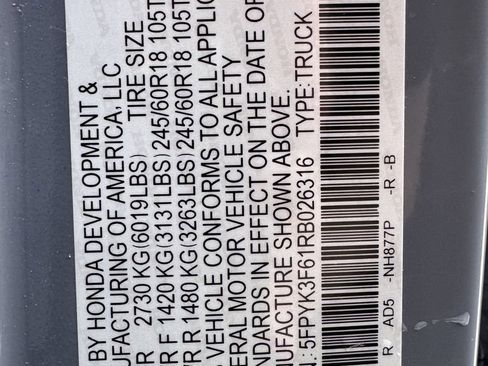 BY HONDA DEVELOPMENT &
UFACTURING OF AMERICA, LLC
R 2730 KG(6019LBS) TIRE SIZE
R F 1420 KG(3131LBS) 245/60R18 105T
R R 1480 KG(3263LBS) 245/60R18 105T
VEHICLE CONFORMS TO ALL APPLIC
ERAL MOTOR VEHICLE SAFETY
NDARDS IN EFFECT ON THE DATE OF
UFACTURE SHOWN ABOVE.
.: 5FPYK3F61RB026316 TYPE: TRUCK
R AD5 -NH877P -R -B